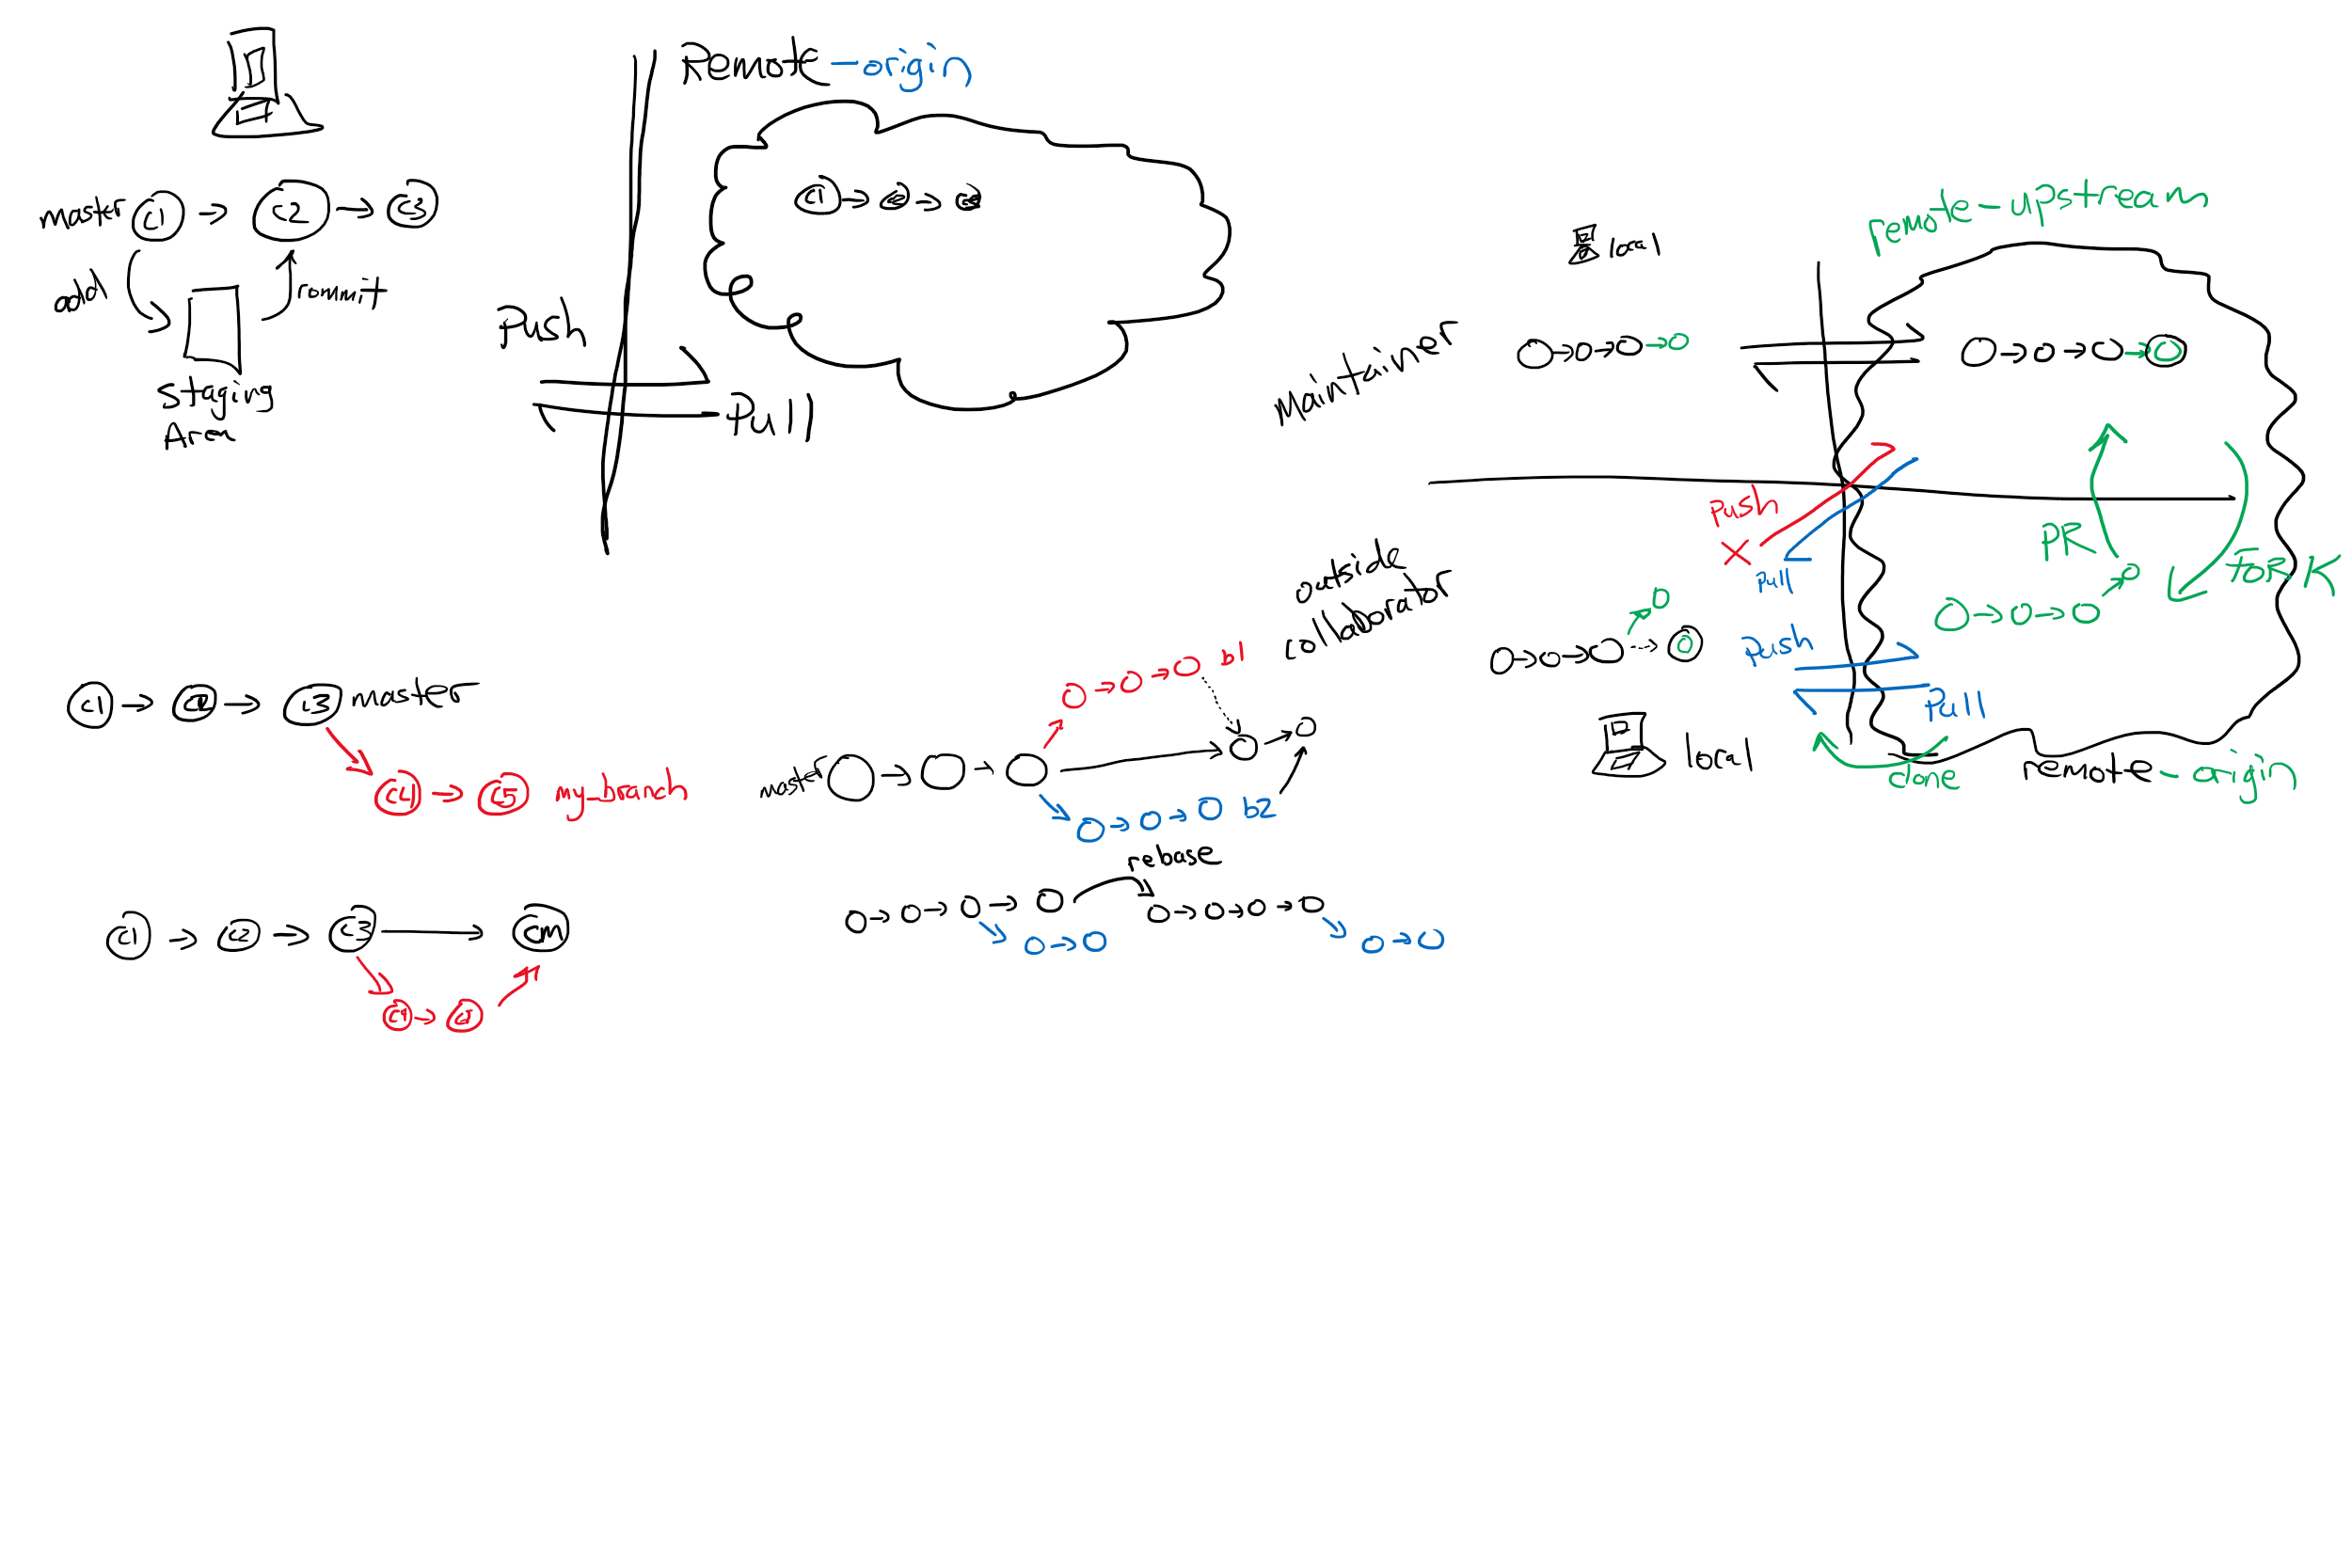 Remote - origin
master C1 → C2 → C3
C1 → C2 → C3
add
commit
Staging
Area
Push
Pull
remote - upstream
local
Maintainer
Push
X
Pull
PR
FORK
outside
collaborator
Push
Pull
local
clone
remote - origin
C1 → C2 → C3 master
C4 → C5 my_branch
b1
master
b2
rebase
C1 → C2 → C3 → Cm
C4 → C5